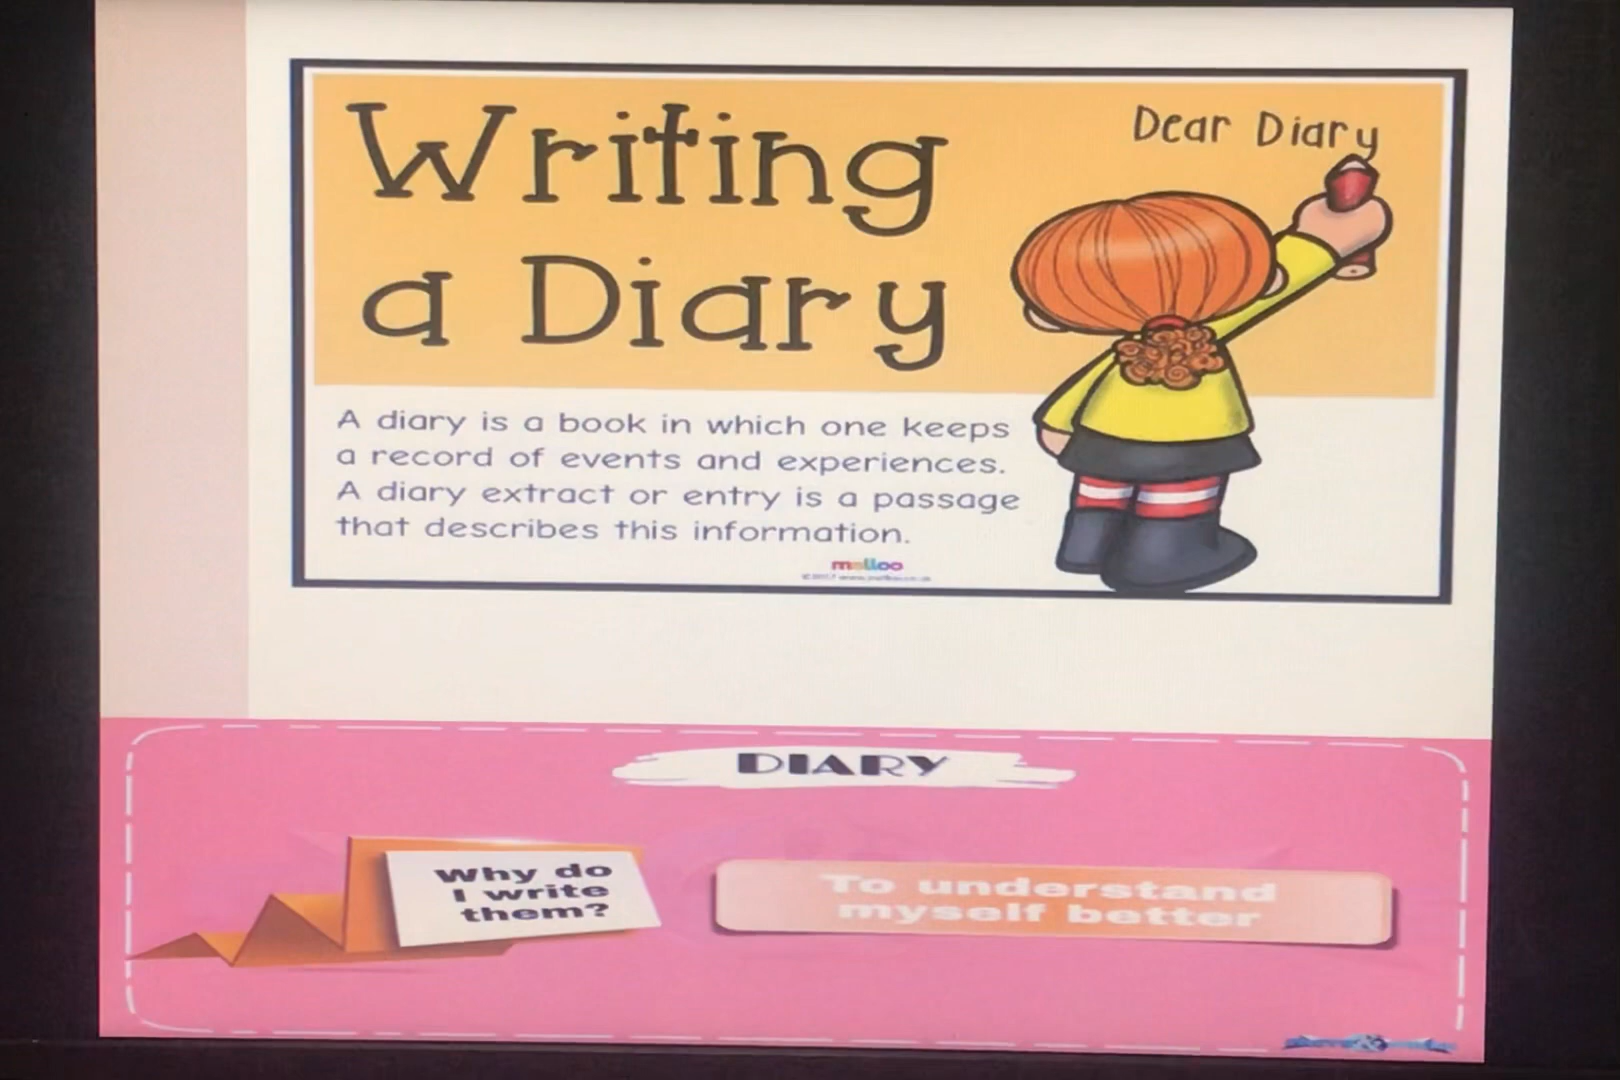 Writing
a Diary
Dear Diary
A diary is a book in which one keeps
a record of events and experiences.
A diary extract or entry is a passage
that describes this information.
molloo
DIARY
Why do
I write
them?
To understand
myself better